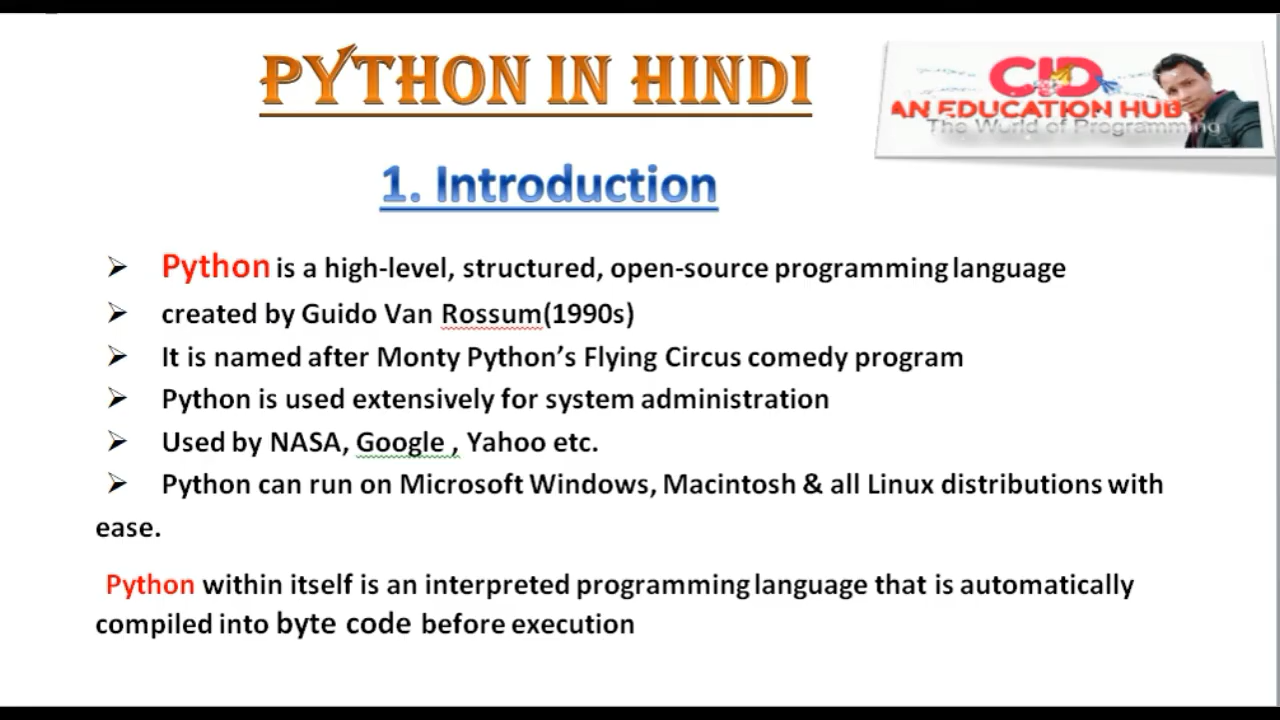 PYTHON IN HINDI
CID
AN EDUCATION HUB
The World of Programming
1. Introduction
➢ Python is a high-level, structured, open-source programming language
➢ created by Guido Van Rossum(1990s)
➢ It is named after Monty Python’s Flying Circus comedy program
➢ Python is used extensively for system administration
➢ Used by NASA, Google , Yahoo etc.
➢ Python can run on Microsoft Windows, Macintosh & all Linux distributions with
ease.
Python within itself is an interpreted programming language that is automatically
compiled into byte code before execution